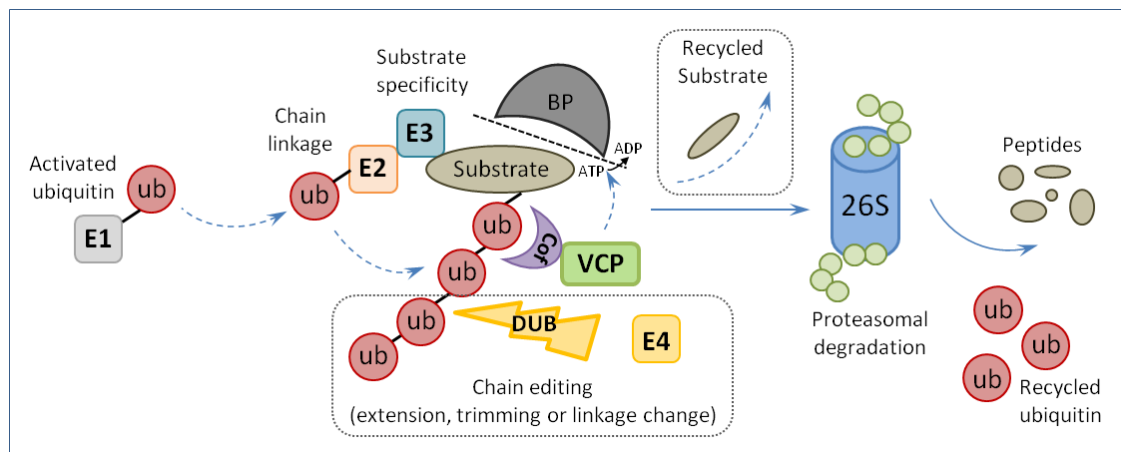 Activated
ubiquitin
ub
E1
Chain
linkage
ub
E2
Substrate
specificity
E3
BP
Substrate
ATP
ADP
ub
ub
ub
ub
Cof
VCP
DUB
E4
Chain editing
(extension, trimming or linkage change)
Recycled
Substrate
26S
Proteasomal
degradation
Peptides
ub
ub
ub
Recycled
ubiquitin